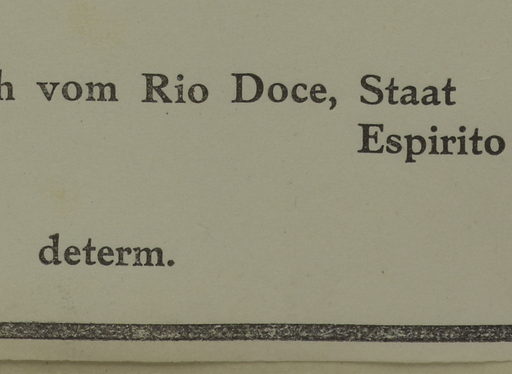 h vom Rio Doce, Staat
Espirito
determ.